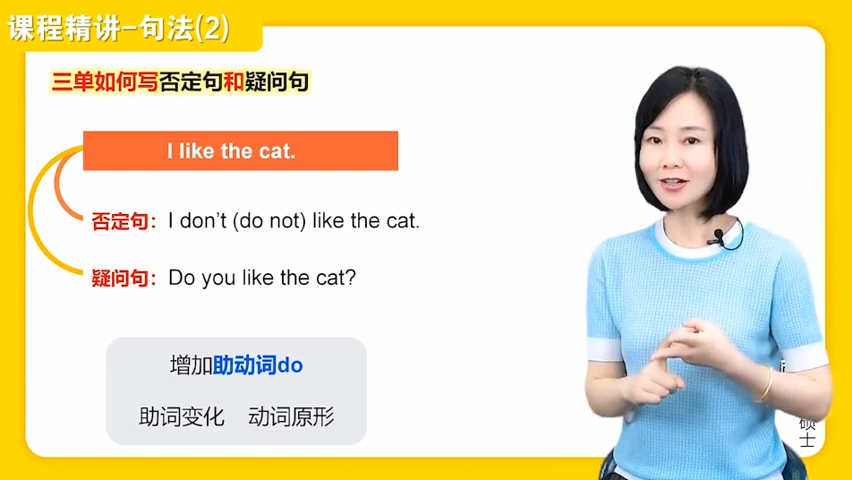 课程精讲-句法(2)
三单如何写否定句和疑问句
I like the cat.
否定句：I don't (do not) like the cat.
疑问句：Do you like the cat?
增加助动词do
助词变化 动词原形
硕士